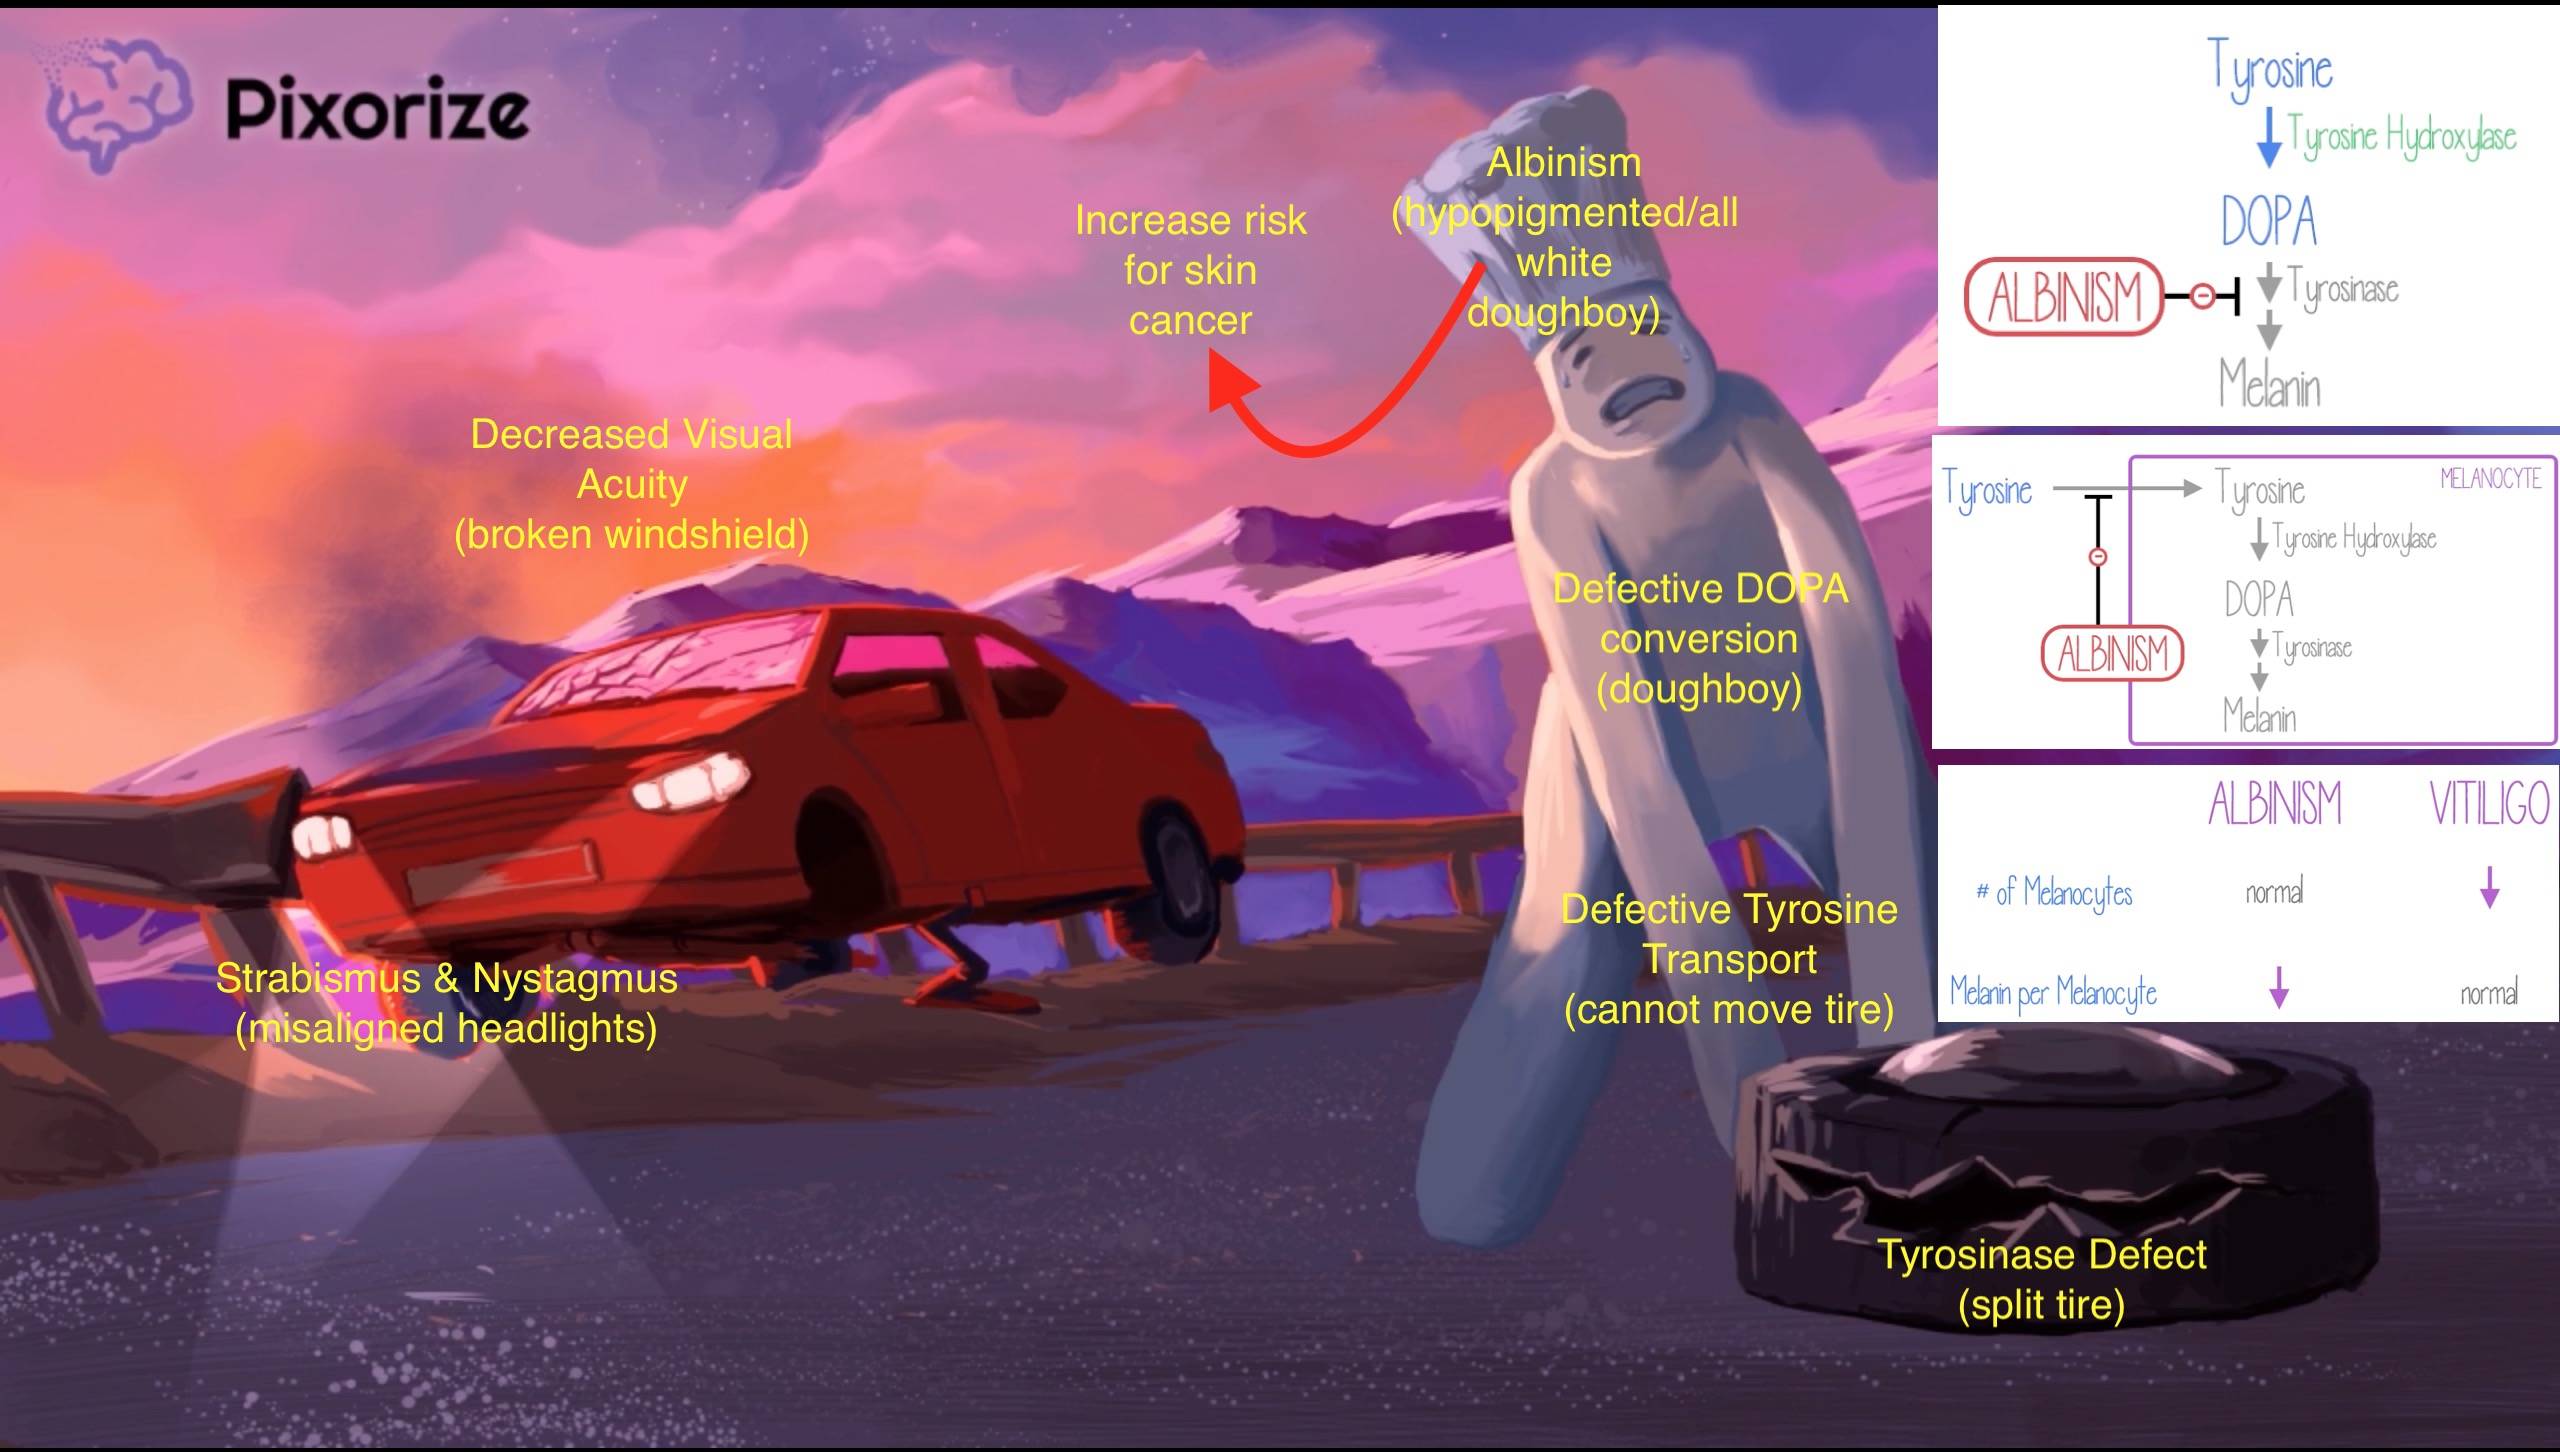 Pixorize
Albinism
(hypopigmented/all
white
doughboy)
Increase risk
for skin
cancer
Decreased Visual
Acuity
(broken windshield)
Defective DOPA
conversion
(doughboy)
Defective Tyrosine
Transport
(cannot move tire)
Strabismus & Nystagmus
(misaligned headlights)
Tyrosinase Defect
(split tire)
Tyrosine
Tyrosine Hydroxylase
DOPA
ALBINISM
Tyrosinase
Melanin
Tyrosine
Tyrosine
MELANOCYTE
Tyrosine Hydroxylase
DOPA
ALBINISM
Tyrosinase
Melanin
ALBINISM VITILIGO
# of Melanocytes normal
Melanin per Melanocyte normal